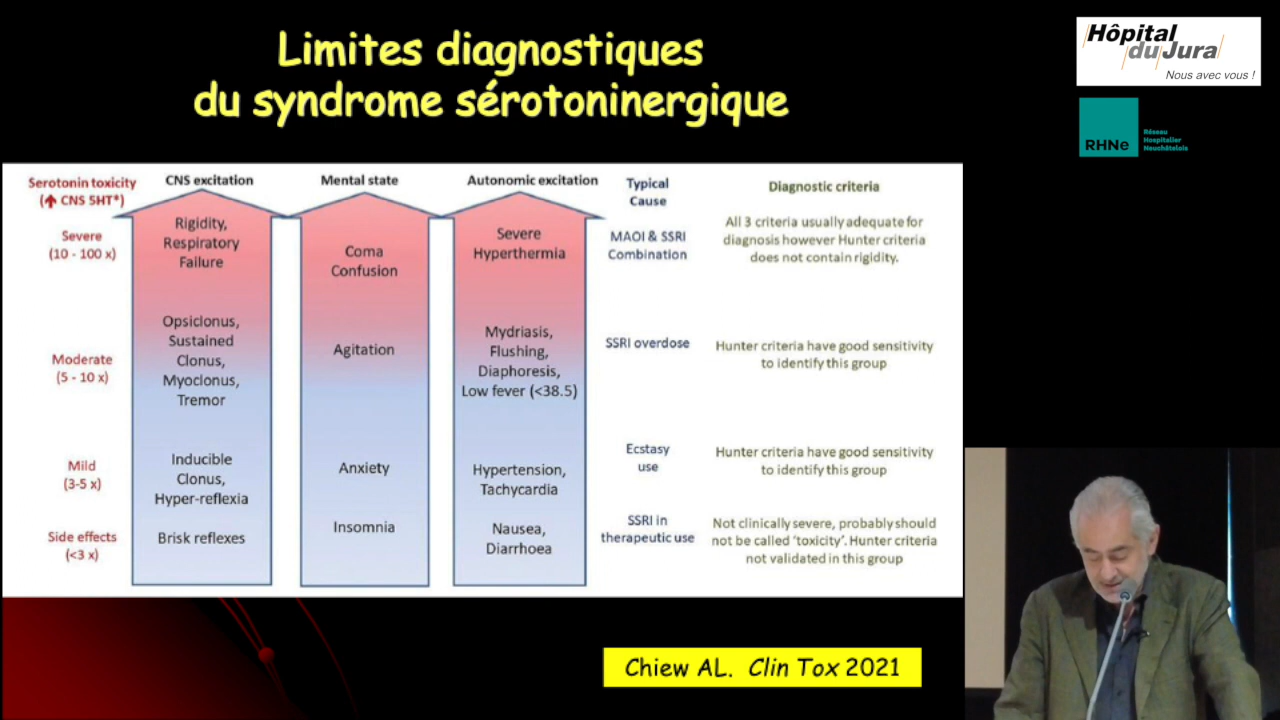 Limites diagnostiques
du syndrome sérotoninergique
Hôpital
du Jura
Nous avec vous !
RHNe
Réseau
Hospitalier
Neuchâtelois
Serotonin toxicity
(↑ CNS 5HT*)
CNS excitation
Mental state
Autonomic excitation
Typical
Cause
Diagnostic criteria
Severe
(10 - 100 x)
Rigidity,
Respiratory
Failure
Coma
Confusion
Severe
Hyperthermia
MAOI & SSRI
Combination
All 3 criteria usually adequate for
diagnosis however Hunter criteria
does not contain rigidity.
Moderate
(5 - 10 x)
Opsiclonus,
Sustained
Clonus,
Myoclonus,
Tremor
Agitation
Mydriasis,
Flushing,
Diaphoresis,
Low fever (<38.5)
SSRI overdose
Hunter criteria have good sensitivity
to identify this group
Mild
(3-5 x)
Inducible
Clonus,
Hyper-reflexia
Anxiety
Hypertension,
Tachycardia
Ecstasy
use
Hunter criteria have good sensitivity
to identify this group
Side effects
(<3 x)
Brisk reflexes
Insomnia
Nausea,
Diarrhoea
SSRI in
therapeutic use
Not clinically severe, probably should
not be called 'toxicity'. Hunter criteria
not validated in this group
Chiew AL. Clin Tox 2021